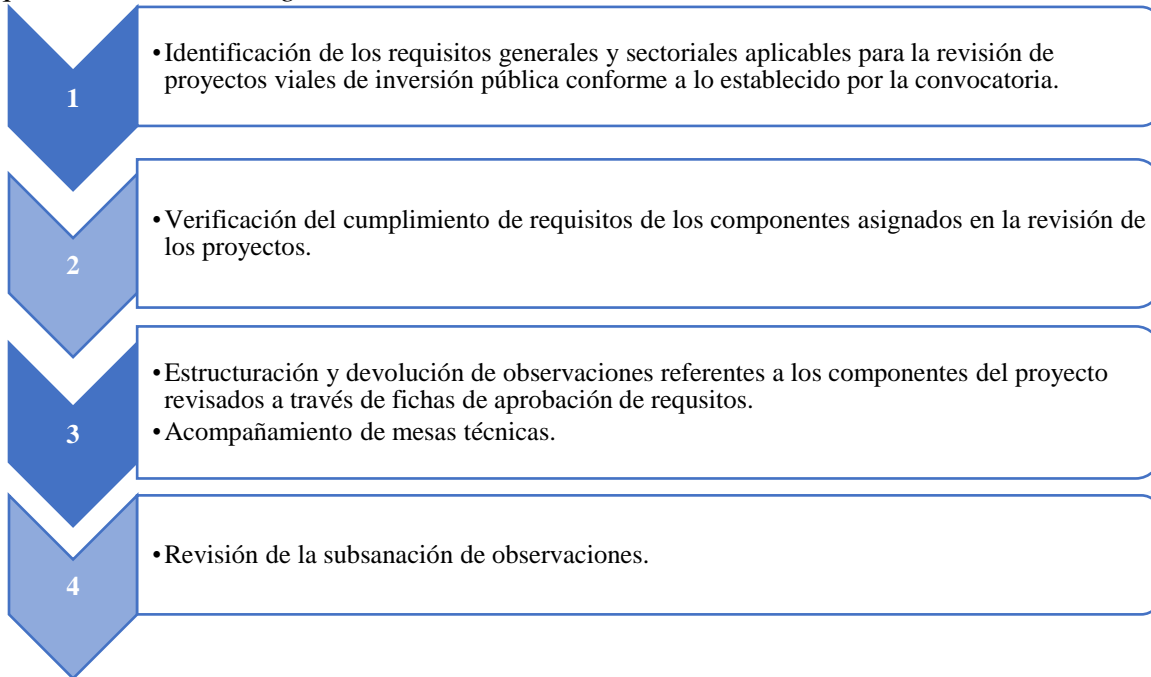 1
•Identificación de los requisitos generales y sectoriales aplicables para la revisión de
proyectos viales de inversión pública conforme a lo establecido por la convocatoria.
2
•Verificación del cumplimiento de requisitos de los componentes asignados en la revisión de
los proyectos.
3
•Estructuración y devolución de observaciones referentes a los componentes del proyecto
revisados a través de fichas de aprobación de requsitos.
•Acompañamiento de mesas técnicas.
4
•Revisión de la subsanación de observaciones.